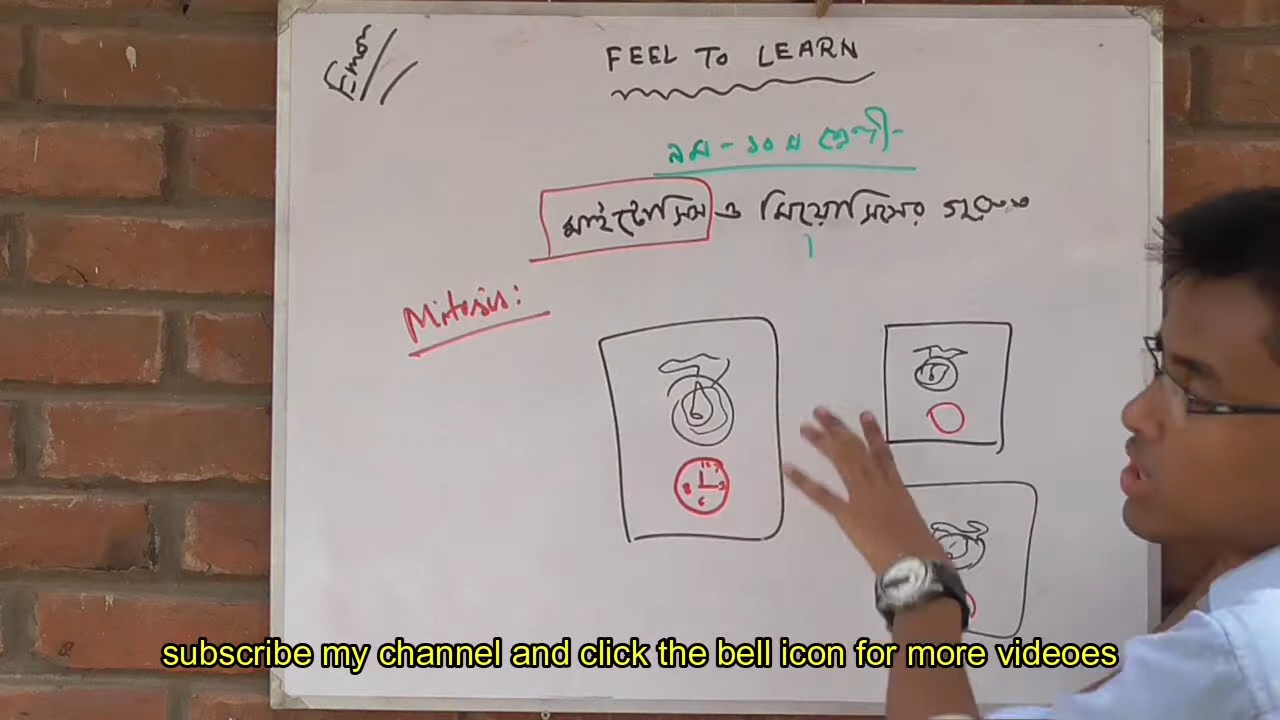 Emon
FEEL TO LEARN
৯ম - ১০ম শ্রেণী
মাইটোসিস ও মিয়োসিসের
Mitosis:
subscribe my channel and click the bell icon for more videoes